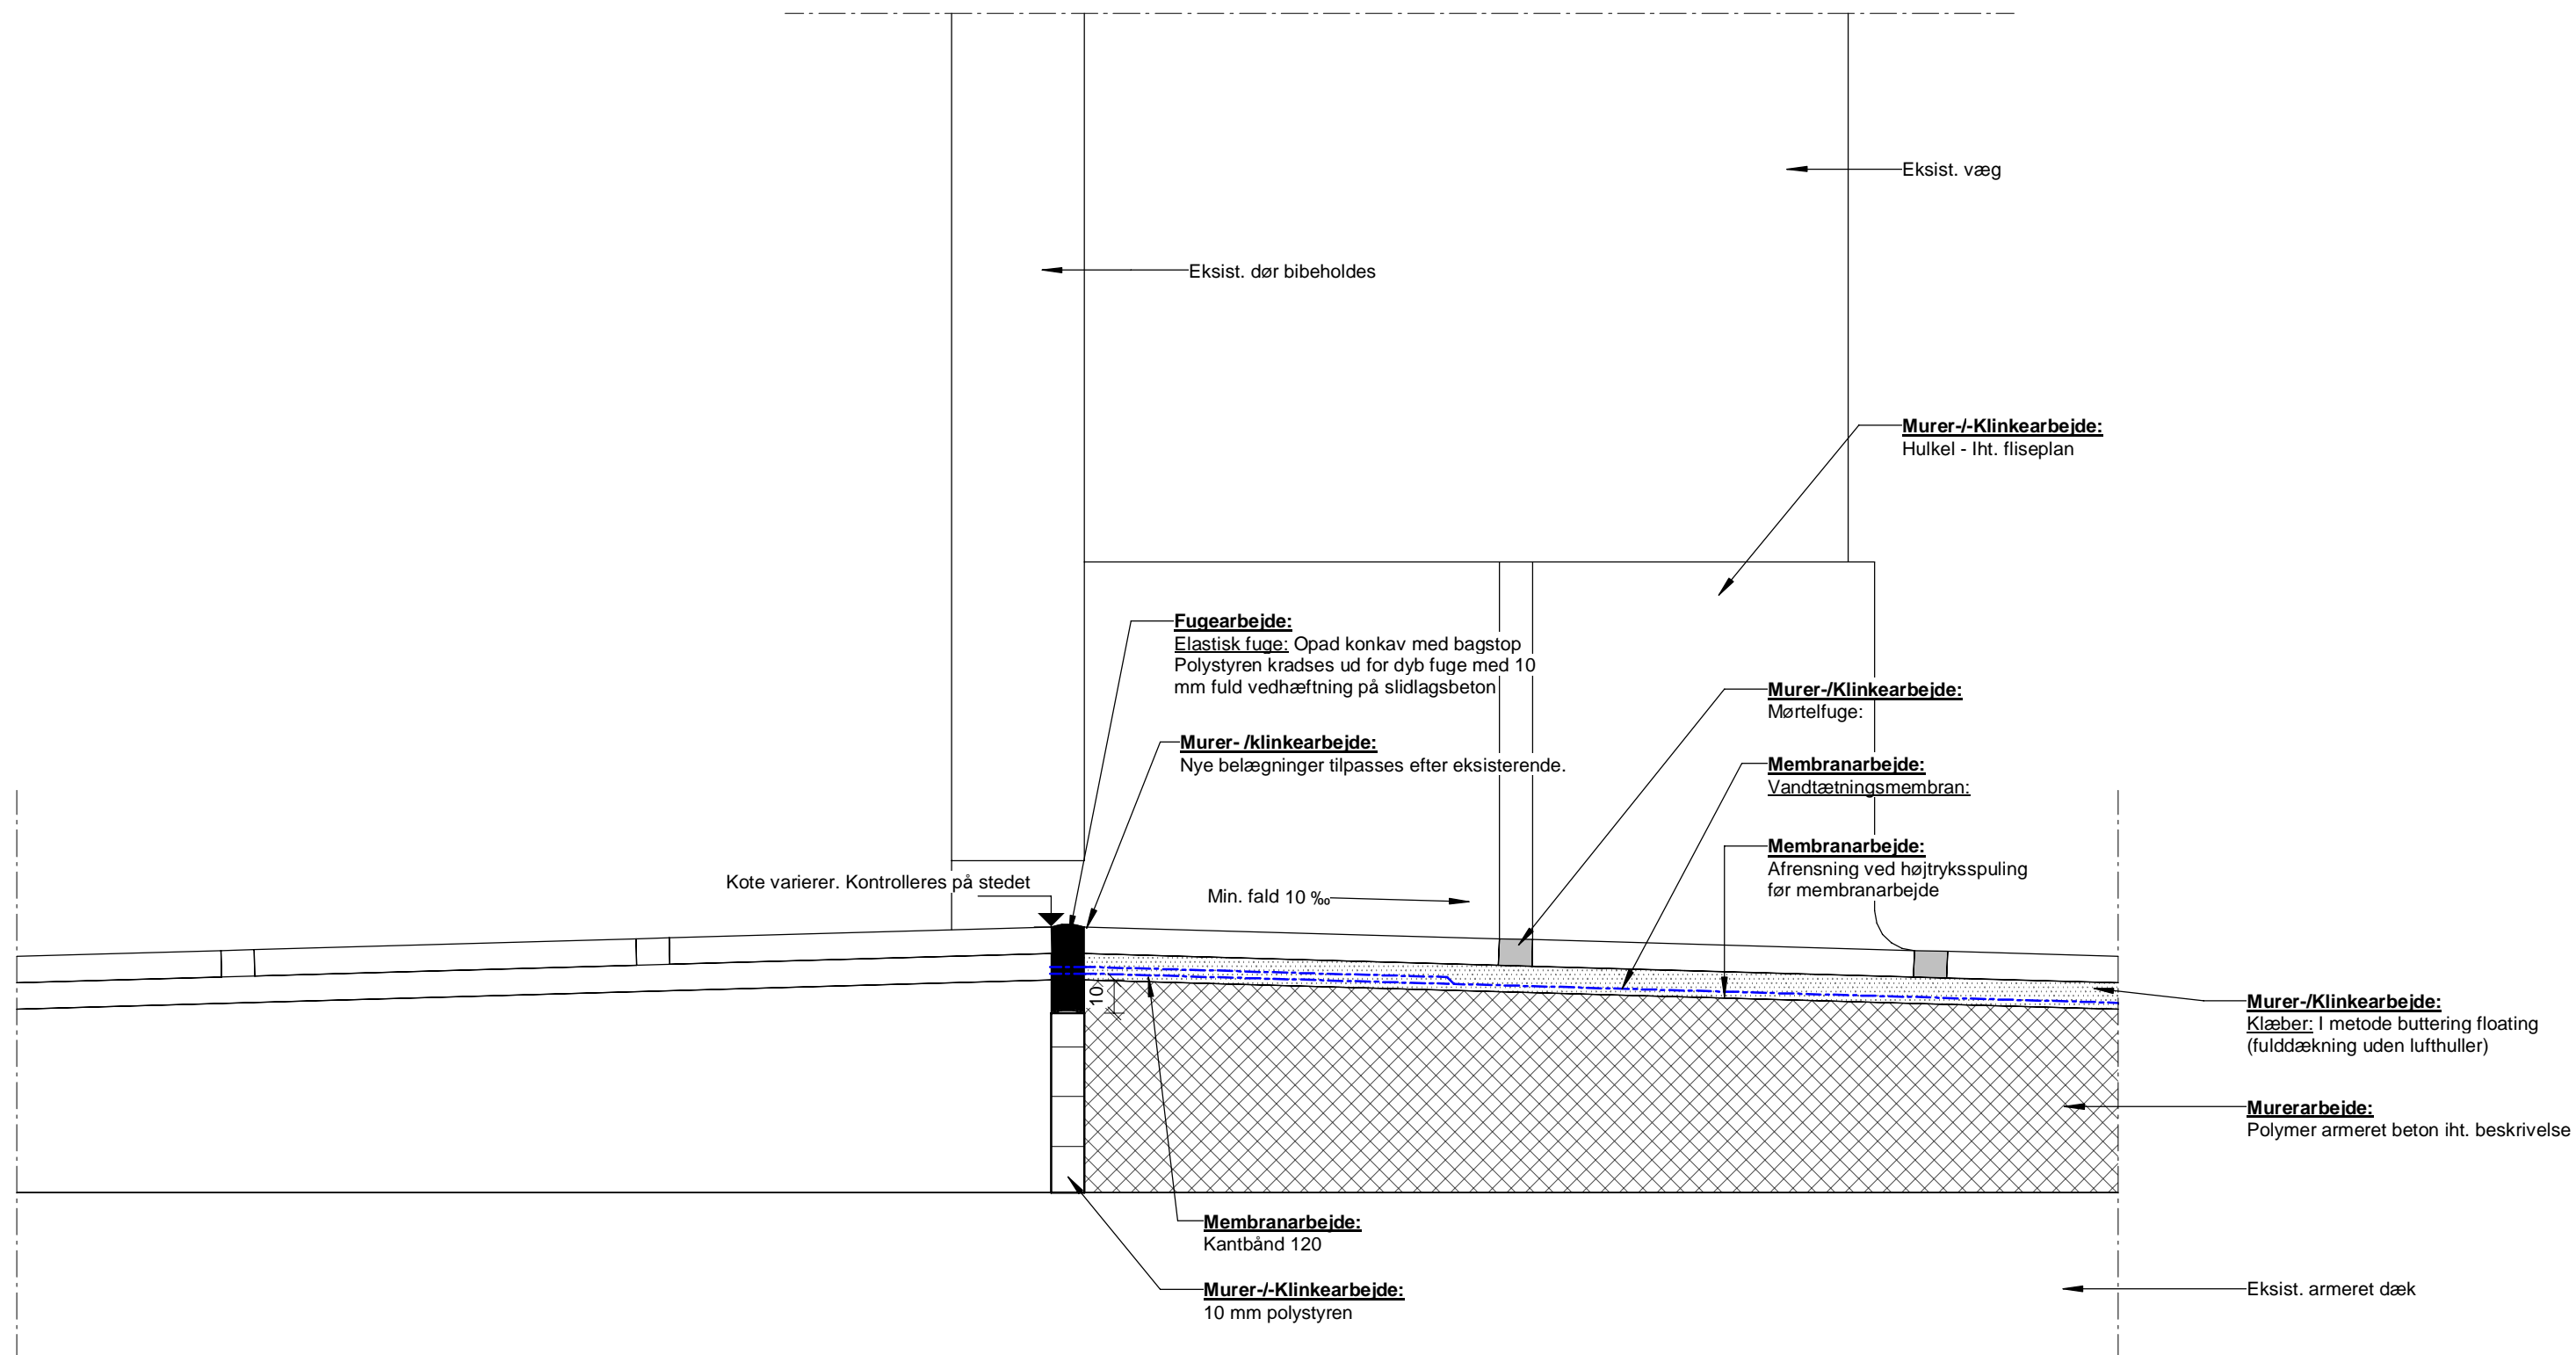 Eksist. væg
Eksist. dør bibeholdes
Murer-/-Klinkearbejde:
Hulkel - Iht. fliseplan
Fugearbejde:
Elastisk fuge: Opad konkav med bagstop
Polystyren kradses ud for dyb fuge med 10
mm fuld vedhæftning på slidlagsbeton
Murer-/Klinkearbejde:
Mørtelfuge:
Murer- /klinkearbejde:
Nye belægninger tilpasses efter eksisterende.
Membranarbejde:
Vandtætningsmembran:
Membranarbejde:
Afrensning ved højtryksspuling
før membranarbejde
Kote varierer. Kontrolleres på stedet
Min. fald 10 ‰
10
Murer-/Klinkearbejde:
Klæber: I metode buttering floating
(fulddækning uden lufthuller)
Murerarbejde:
Polymer armeret beton iht. beskrivelse
Membranarbejde:
Kantbånd 120
Murer-/-Klinkearbejde:
10 mm polystyren
Eksist. armeret dæk